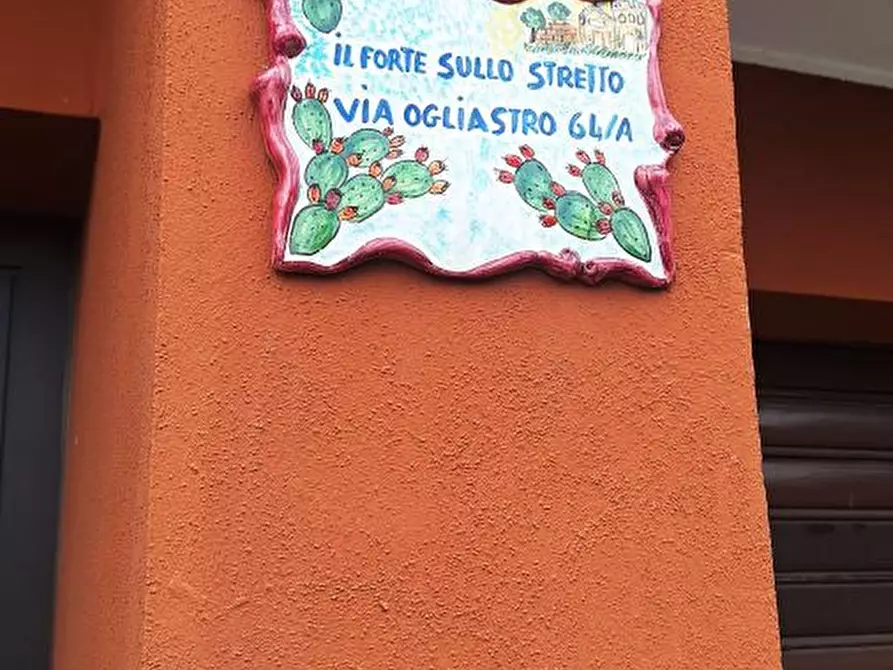 IL FORTE SULLO STRETTO
VIA OGLIASTRO 64/A